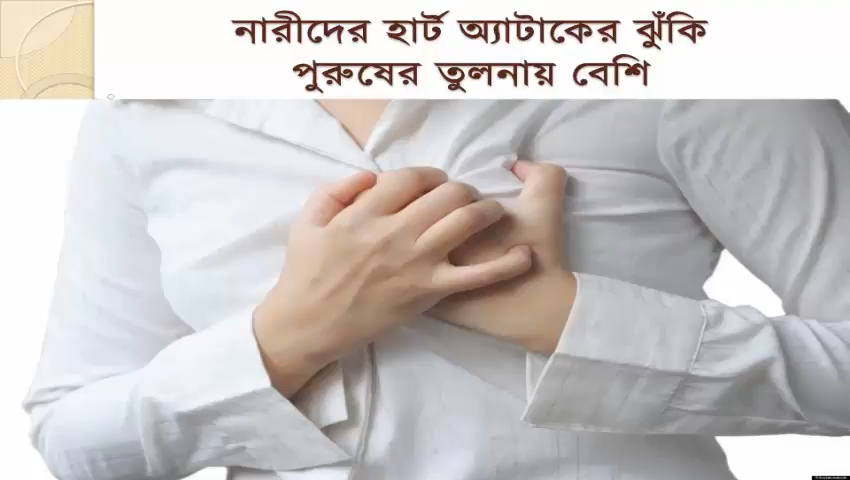 নারীদের হার্ট অ্যাটাকের ঝুঁকি
পুরুষের তুলনায় বেশি